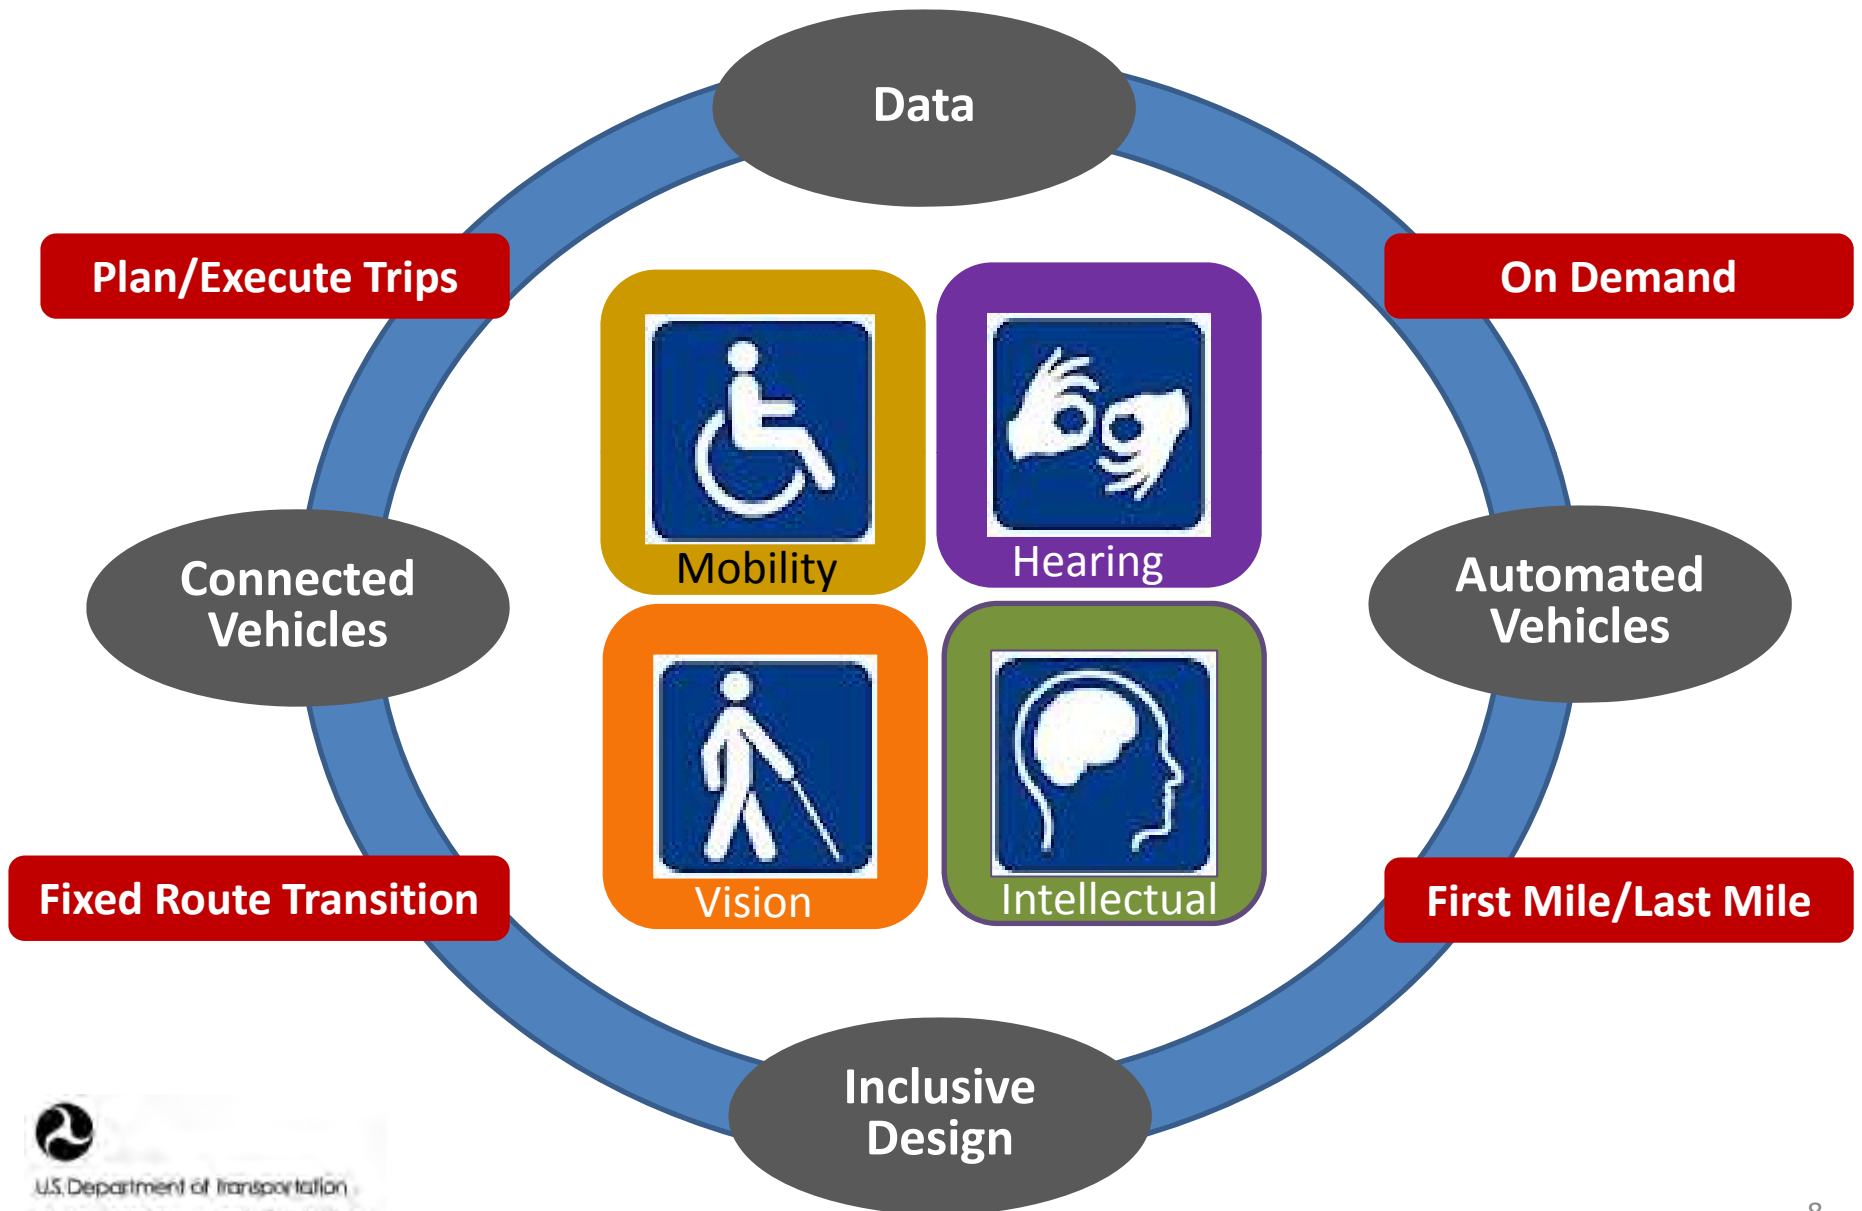 Data
Plan/Execute Trips
On Demand
Mobility
Hearing
Connected
Vehicles
Automated
Vehicles
Vision
Intellectual
Fixed Route Transition
First Mile/Last Mile
Inclusive
Design
U.S. Department of Transportation
8